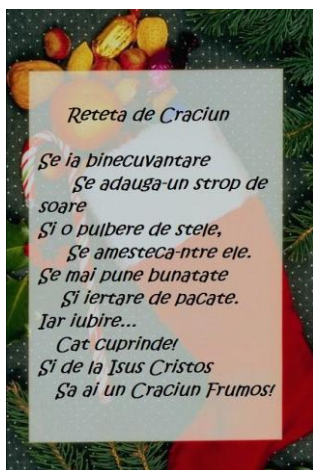 Reteta de Craciun
Se ia binecuvantare
Se adauga-un strop de
soare
Si o pulbere de stele,
Se amesteca-ntre ele.
Se mai pune bunatate
Si iertare de pacate.
Iar iubire...
Cat cuprinde!
Si de la Isus Cristos
Sa ai un Craciun Frumos!